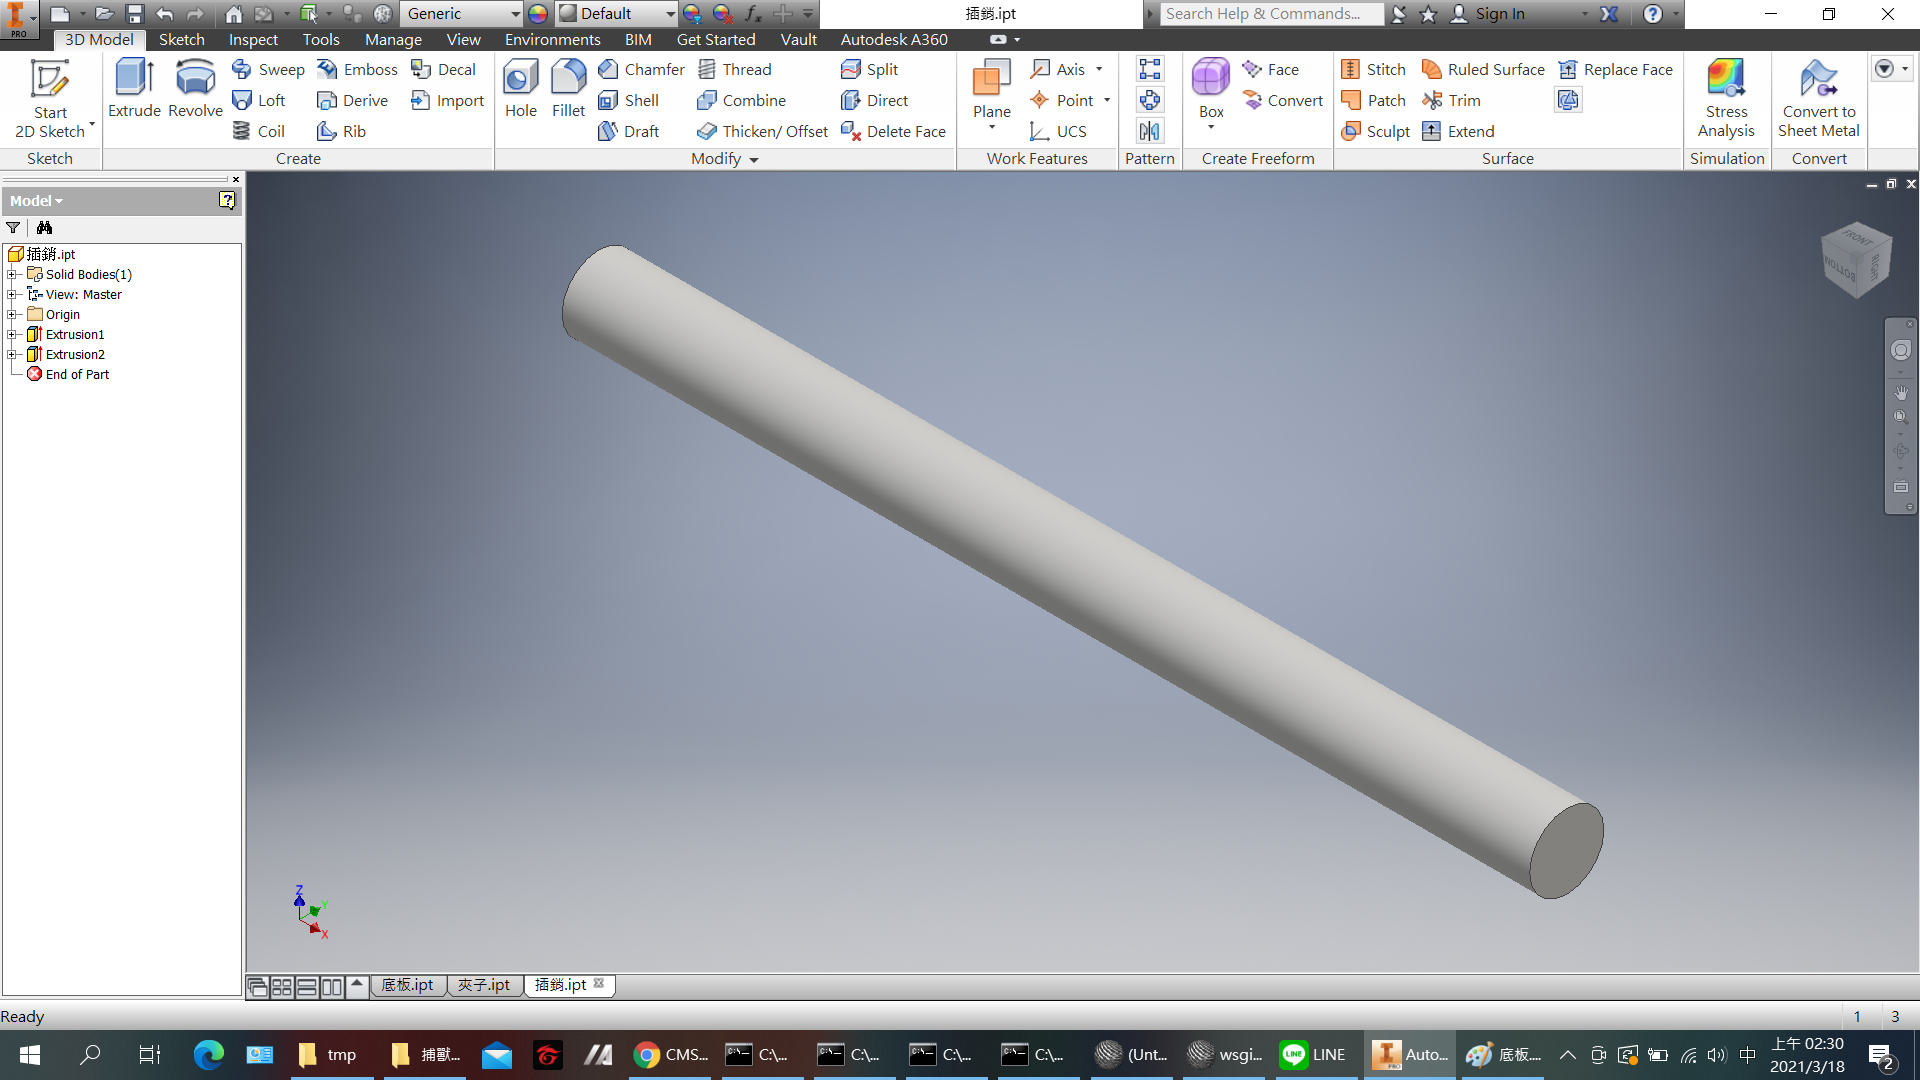 PRO
Generic
Default
插銷.ipt
Search Help & Commands...
Sign In
3D Model Sketch Inspect Tools Manage View Environments BIM Get Started Vault Autodesk A360
Start
2D Sketch
Extrude
Revolve
Sweep
Loft
Coil
Emboss
Derive
Rib
Decal
Import
Hole
Fillet
Chamfer
Shell
Draft
Thread
Combine
Thicken/ Offset
Split
Direct
Delete Face
Plane
Axis
Point
UCS
Box
Face
Convert
Stitch
Patch
Sculpt
Ruled Surface
Trim
Extend
Replace Face
Stress
Analysis
Convert to
Sheet Metal
Sketch Create Modify Work Features Pattern Create Freeform Surface Simulation Convert
Model
插銷.ipt
Solid Bodies(1)
View: Master
Origin
Extrusion1
Extrusion2
End of Part
FRONT
BOTTOM
RIGHT
Z
Y
X
底板.ipt 夾子.ipt 插銷.ipt
Ready 1 3
tmp 捕獸... CMS... C:\... C:\... C:\... C:\... (Unt... wsgi... LINE Auto... 底板.... 中
上午 02:30
2021/3/18
2